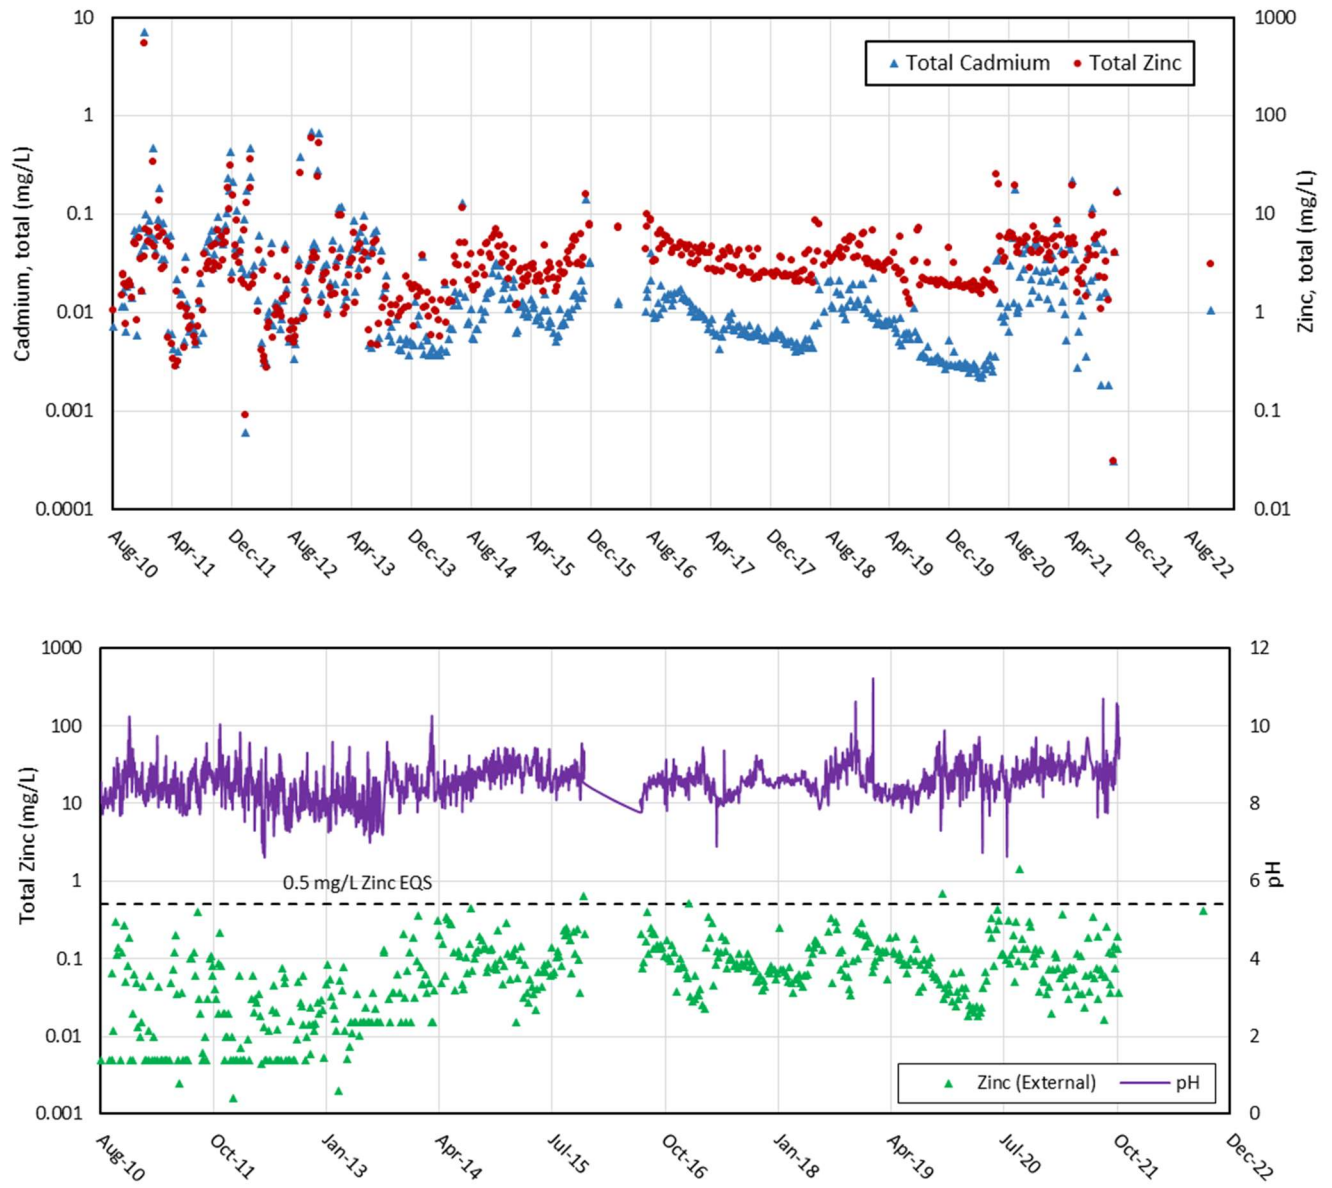 10
1
0.1
0.01
0.001
0.0001
Cadmium, total (mg/L)
Total Cadmium Total Zinc
1000
100
10
1
0.1
0.01
Zinc, total (mg/L)
Aug-10 Apr-11 Dec-11 Aug-12 Apr-13 Dec-13 Aug-14 Apr-15 Dec-15 Aug-16 Apr-17 Dec-17 Aug-18 Apr-19 Dec-19 Aug-20 Apr-21 Dec-21 Aug-22
1000
100
10
1
0.1
0.01
0.001
Total Zinc (mg/L)
0.5 mg/L Zinc EQS
Zinc (External) pH
12
10
8
6
4
2
0
pH
Aug-10 Oct-11 Jan-13 Apr-14 Jul-15 Oct-16 Jan-18 Apr-19 Jul-20 Oct-21 Dec-22